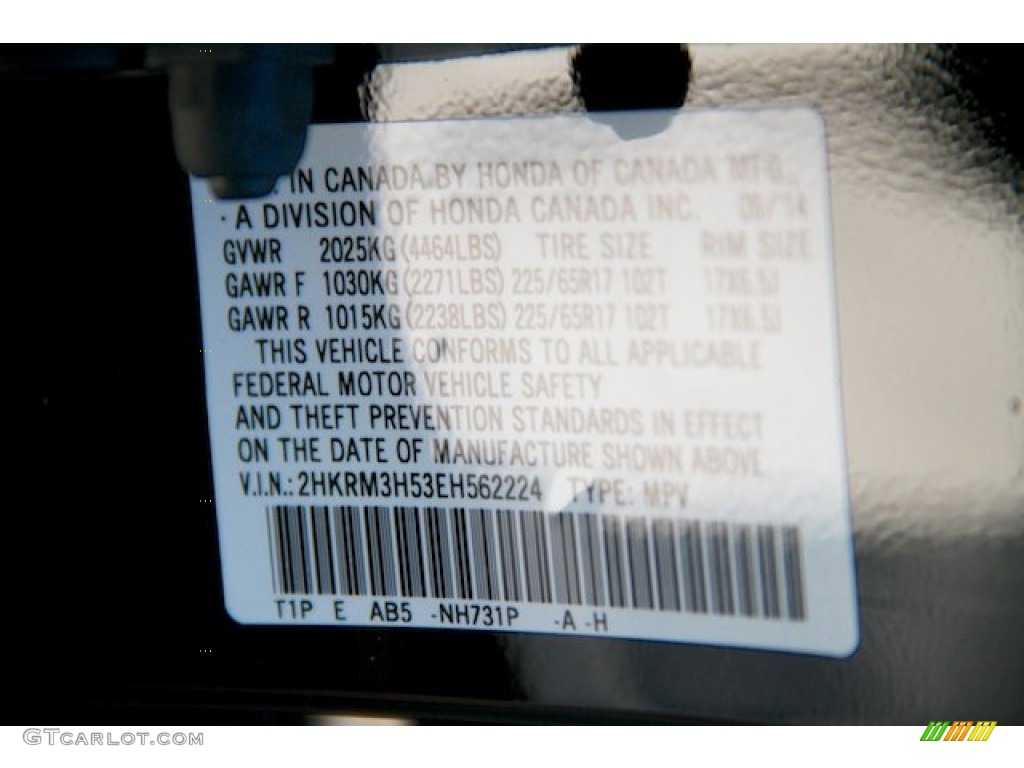 IN CANADA BY HONDA OF CANADA MFG.,
A DIVISION OF HONDA CANADA INC. 06/14
GVWR 2025KG (4464LBS) TIRE SIZE RIM SIZE
GAWR F 1030KG (2271LBS) 225/65R17 102T 17X6.5J
GAWR R 1015KG (2238LBS) 225/65R17 102T 17X6.5J
THIS VEHICLE CONFORMS TO ALL APPLICABLE
FEDERAL MOTOR VEHICLE SAFETY
AND THEFT PREVENTION STANDARDS IN EFFECT
ON THE DATE OF MANUFACTURE SHOWN ABOVE
V.I.N.: 2HKRM3H53EH562224 TYPE: MPV
T1P E AB5 -NH731P -A -H
GTCarLot.com